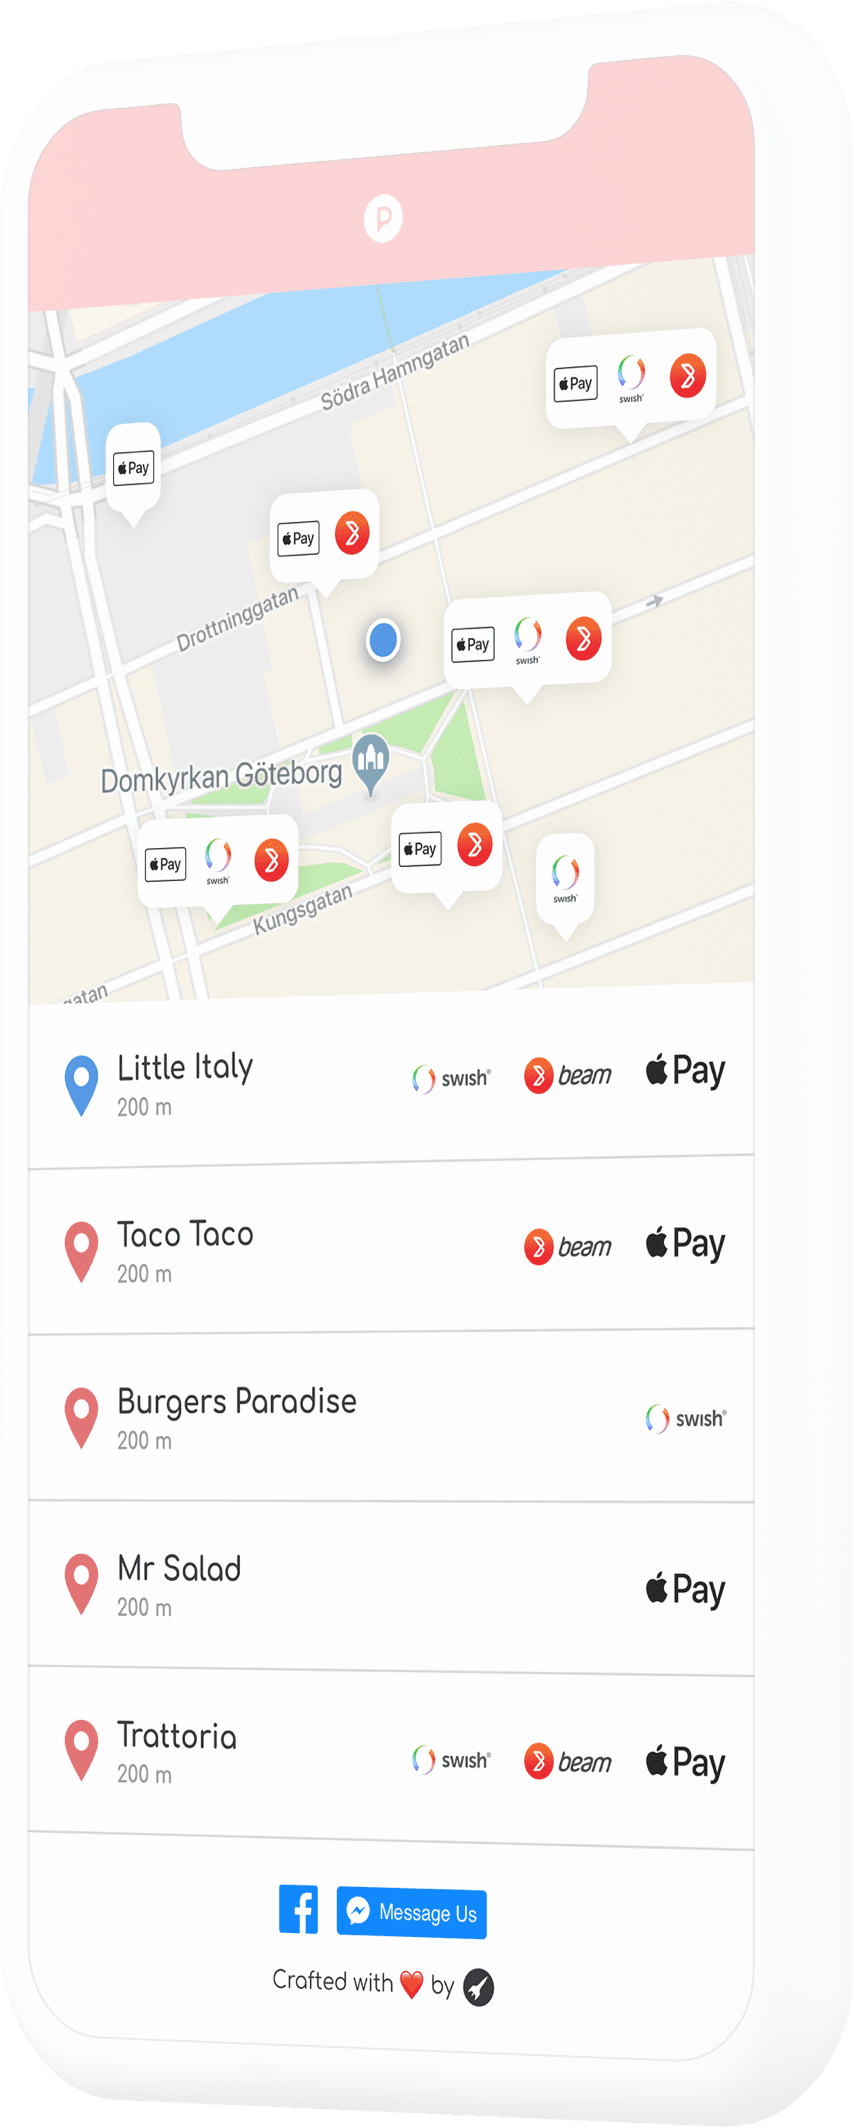 P
Södra Hamngatan
Pay swish® B
Pay
Pay B
Drottninggatan
Pay swish® B
Domkyrkan Göteborg
Pay swish® B
Pay B
swish®
Kungsgatan
gatan
Little Italy swish® beam Pay
200 m
Taco Taco beam Pay
200 m
Burgers Paradise swish®
200 m
Mr Salad Pay
200 m
Trattoria swish® beam Pay
200 m
f Message Us
Crafted with ❤️ by